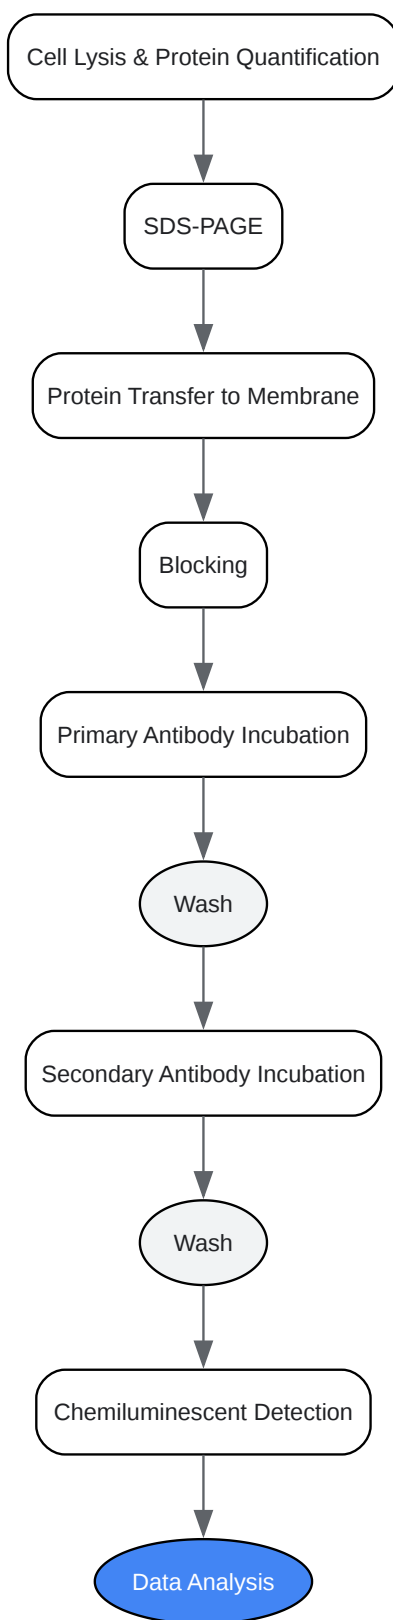 Cell Lysis & Protein Quantification
SDS-PAGE
Protein Transfer to Membrane
Blocking
Primary Antibody Incubation
Wash
Secondary Antibody Incubation
Wash
Chemiluminescent Detection
Data Analysis